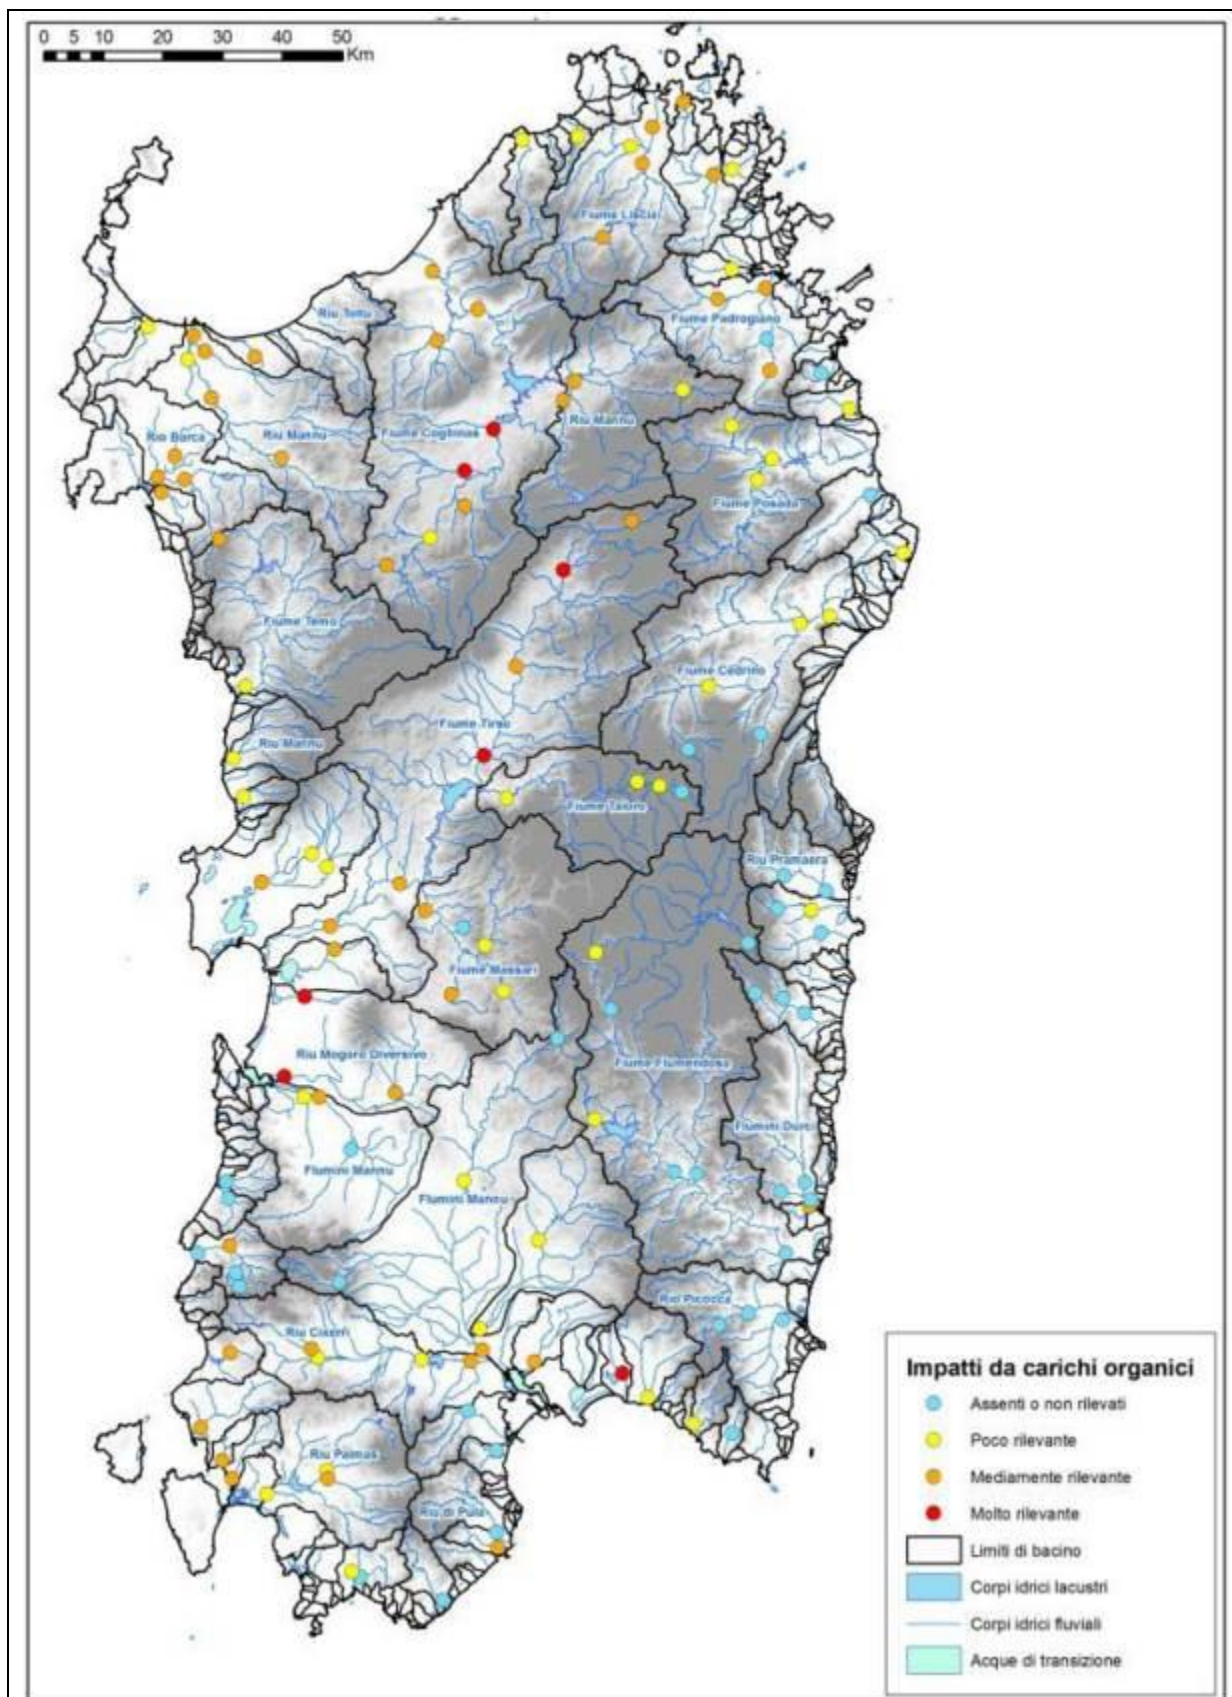 0 5 10 20 30 40 50
Km
Fiume Liscia
Riu Toltu
Fiume Padrogiano
Rio Barca
Riu Mannu
Fiume Coghinas
Riu Mannu
Fiume Posada
Fiume Temo
Fiume Cedrino
Fiume Tirso
Riu Mannu
Fiume Taloro
Riu Pramaera
Fiume Massari
Riu Mogoro Diversivo
Fiume Flumendosa
Flumini Durci
Flumini Mannu
Flumini Mannu
Rio Picocca
Riu Cixerri
Riu Palmas
Riu di Pula
Impatti da carichi organici
Assenti o non rilevati
Poco rilevante
Mediamente rilevante
Molto rilevante
Limiti di bacino
Corpi idrici lacustri
Corpi idrici fluviali
Acque di transizione